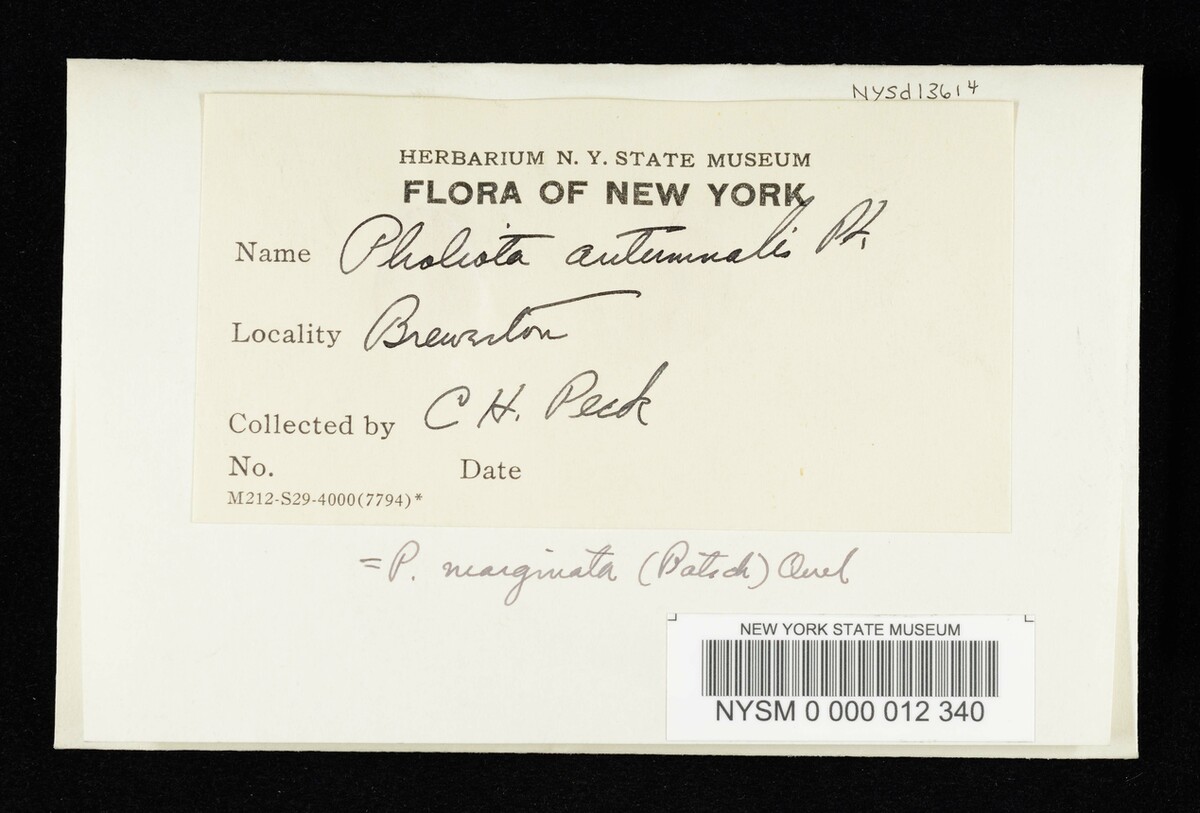 NYSd13614
HERBARIUM N. Y. STATE MUSEUM
FLORA OF NEW YORK
Name Pholiota autumnalis Pk.
Locality Brewerton
Collected by C H. Peck
No. Date
M212-S29-4000(7794)*
=P. marginata (Batsch) Quel
NEW YORK STATE MUSEUM
NYSM 0 000 012 340